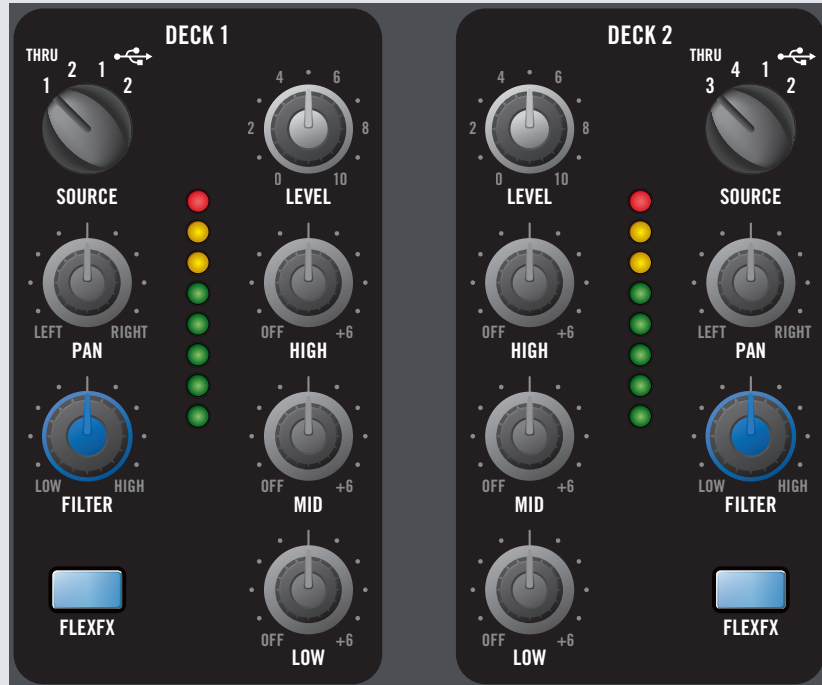 DECK 1
THRU
1 2 1 2
SOURCE
0 2 4 6 8 10
LEVEL
LEFT RIGHT
PAN
OFF +6
HIGH
LOW HIGH
FILTER
OFF +6
MID
FLEXFX
OFF +6
LOW
DECK 2
0 2 4 6 8 10
LEVEL
THRU
3 4 1 2
SOURCE
OFF +6
HIGH
LEFT RIGHT
PAN
OFF +6
MID
LOW HIGH
FILTER
OFF +6
LOW
FLEXFX